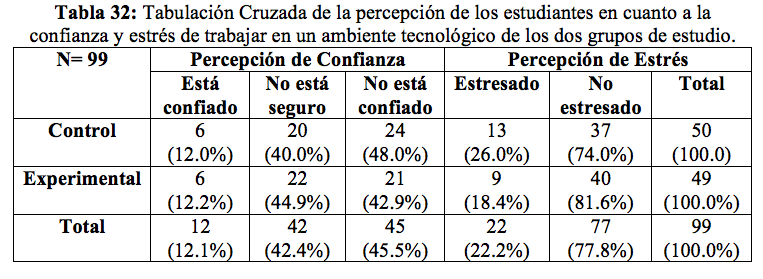 Tabla 32: Tabulación Cruzada de la percepción de los estudiantes en cuanto a la
confianza y estrés de trabajar en un ambiente tecnológico de los dos grupos de estudio.
N= 99 Percepción de Confianza Percepción de Estrés
Está No está No está Estresado No Total
confiado seguro confiado estresado
Control 6 20 24 13 37 50
(12.0%) (40.0%) (48.0%) (26.0%) (74.0%) (100.0)
Experimental 6 22 21 9 40 49
(12.2%) (44.9%) (42.9%) (18.4%) (81.6%) (100.0%)
Total 12 42 45 22 77 99
(12.1%) (42.4%) (45.5%) (22.2%) (77.8%) (100.0%)